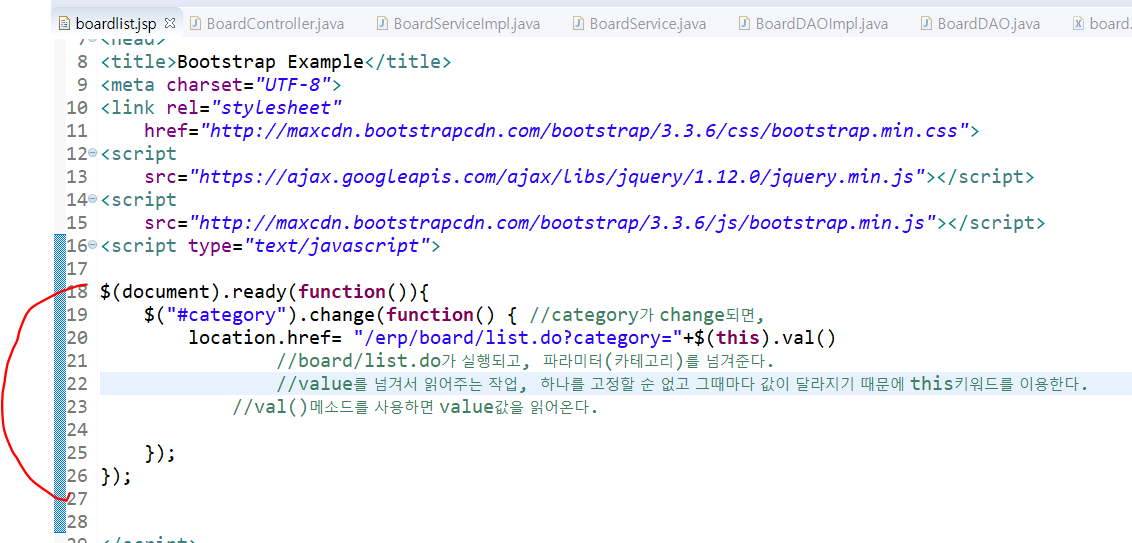 boardlist.jsp BoardController.java BoardServiceImpl.java BoardService.java BoardDAOImpl.java BoardDAO.java board.
7 <head>
8 <title>Bootstrap Example</title>
9 <meta charset="UTF-8">
10 <link rel="stylesheet"
11 href="http://maxcdn.bootstrapcdn.com/bootstrap/3.3.6/css/bootstrap.min.css">
12 <script
13 src="https://ajax.googleapis.com/ajax/libs/jquery/1.12.0/jquery.min.js"></script>
14 <script
15 src="http://maxcdn.bootstrapcdn.com/bootstrap/3.3.6/js/bootstrap.min.js"></script>
16 <script type="text/javascript">
17
18 $(document).ready(function()){
19 $("#category").change(function() { //category가 change되면,
20 location.href= "/erp/board/list.do?category="+$(this).val()
21 //board/list.do가 실행되고, 파라미터(카테고리)를 넘겨준다.
22 //value를 넘겨서 읽어주는 작업, 하나를 고정할 순 없고 그때마다 값이 달라지기 때문에 this키워드를 이용한다.
23 //val()메소드를 사용하면 value값을 읽어온다.
24
25 });
26 });
27
28
29 </script>